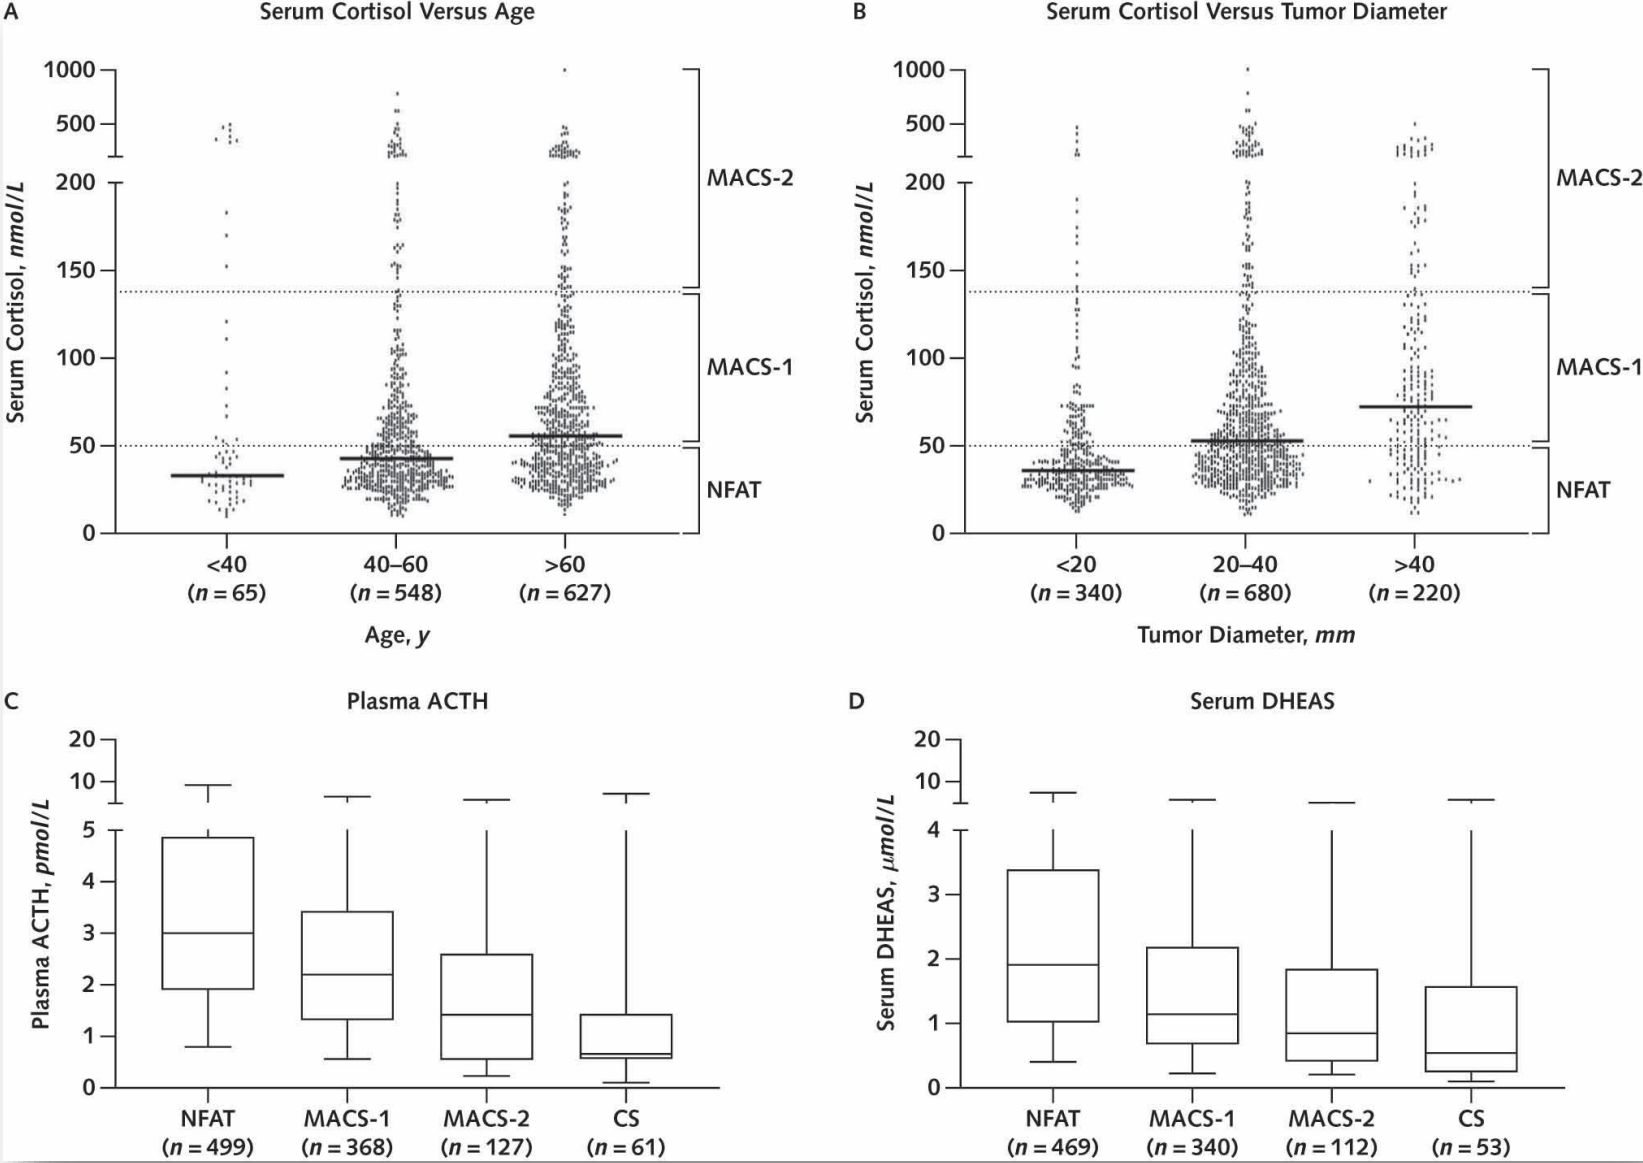 A
Serum Cortisol Versus Age
Serum Cortisol, nmol/L
1000
500
200
150
100
50
0
MACS-2
MACS-1
NFAT
<40
40–60
>60
(n = 65)
(n = 548)
(n = 627)
Age, y
B
Serum Cortisol Versus Tumor Diameter
Serum Cortisol, nmol/L
1000
500
200
150
100
50
0
MACS-2
MACS-1
NFAT
<20
20–40
>40
(n = 340)
(n = 680)
(n = 220)
Tumor Diameter, mm
C
Plasma ACTH
Plasma ACTH, pmol/L
20
10
5
4
3
2
1
0
NFAT
MACS-1
MACS-2
CS
(n = 499)
(n = 368)
(n = 127)
(n = 61)
D
Serum DHEAS
Serum DHEAS, μmol/L
20
10
4
3
2
1
0
NFAT
MACS-1
MACS-2
CS
(n = 469)
(n = 340)
(n = 112)
(n = 53)